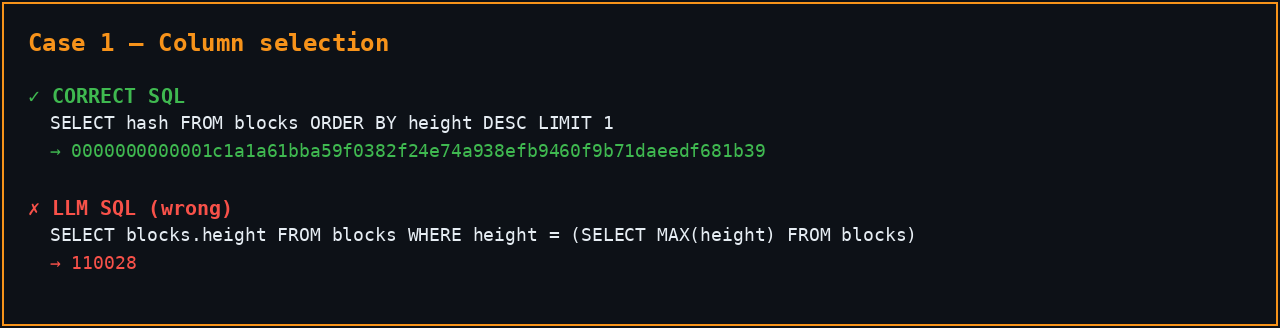 Case 1 — Column selection
✓ CORRECT SQL
SELECT hash FROM blocks ORDER BY height DESC LIMIT 1
→ 0000000000001c1a1a61bba59f0382f24e74a938efb9460f9b71daeedf681b39
✗ LLM SQL (wrong)
SELECT blocks.height FROM blocks WHERE height = (SELECT MAX(height) FROM blocks)
→ 110028